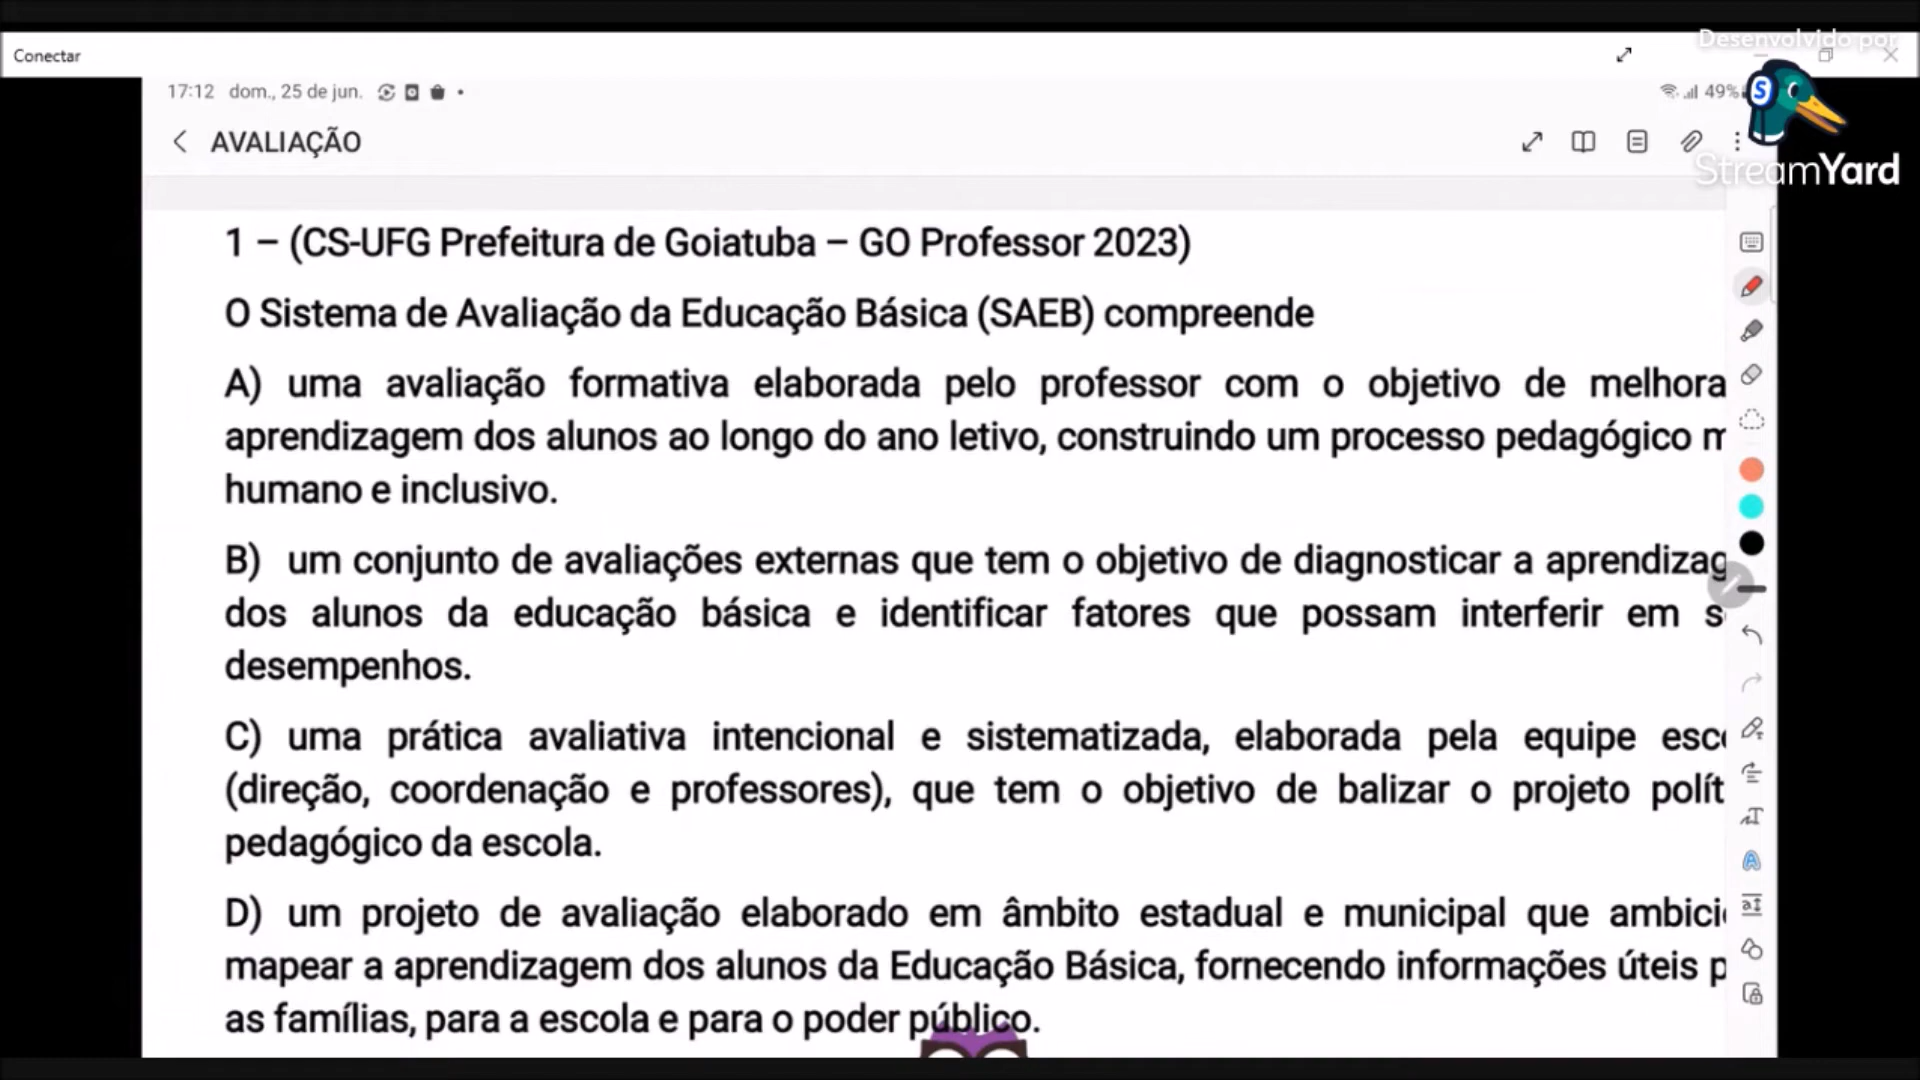 Desenvolvido por
Conectar
17:12 dom., 25 de jun.
49%
AVALIAÇÃO
StreamYard
1 – (CS-UFG Prefeitura de Goiatuba – GO Professor 2023)
O Sistema de Avaliação da Educação Básica (SAEB) compreende
A) uma avaliação formativa elaborada pelo professor com o objetivo de melhora
aprendizagem dos alunos ao longo do ano letivo, construindo um processo pedagógico m
humano e inclusivo.
B) um conjunto de avaliações externas que tem o objetivo de diagnosticar a aprendizag
dos alunos da educação básica e identificar fatores que possam interferir em s
desempenhos.
C) uma prática avaliativa intencional e sistematizada, elaborada pela equipe esco
(direção, coordenação e professores), que tem o objetivo de balizar o projeto polít
pedagógico da escola.
D) um projeto de avaliação elaborado em âmbito estadual e municipal que ambici
mapear a aprendizagem dos alunos da Educação Básica, fornecendo informações úteis p
as famílias, para a escola e para o poder público.